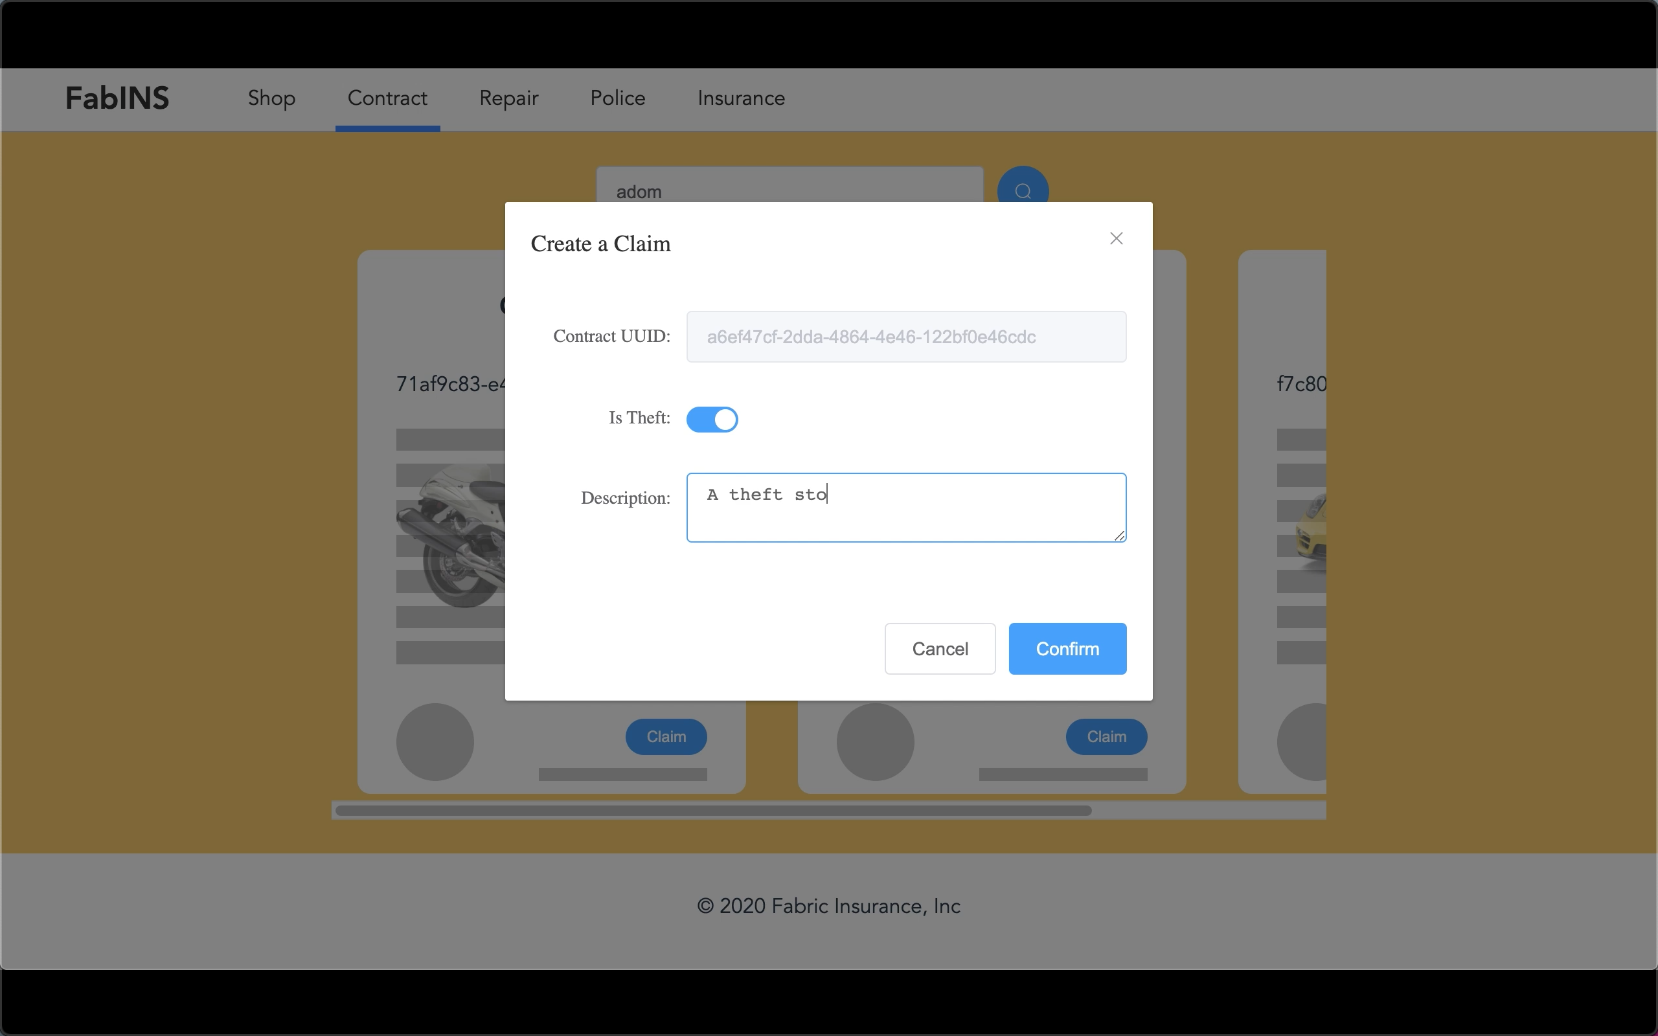 FabINS Shop Contract Repair Police Insurance
adom
Create a Claim
Contract UUID: a6ef47cf-2dda-4864-4e46-122bf0e46cdc
71af9c83-e4
f7c80
Is Theft:
Description: A theft sto
Cancel Confirm
Claim Claim
© 2020 Fabric Insurance, Inc